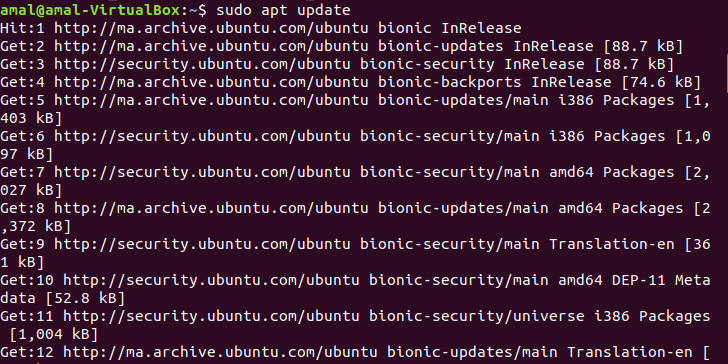 amal@amal-VirtualBox:~$ sudo apt update
Hit:1 http://ma.archive.ubuntu.com/ubuntu bionic InRelease
Get:2 http://ma.archive.ubuntu.com/ubuntu bionic-updates InRelease [88.7 kB]
Get:3 http://security.ubuntu.com/ubuntu bionic-security InRelease [88.7 kB]
Get:4 http://ma.archive.ubuntu.com/ubuntu bionic-backports InRelease [74.6 kB]
Get:5 http://ma.archive.ubuntu.com/ubuntu bionic-updates/main i386 Packages [1,
403 kB]
Get:6 http://security.ubuntu.com/ubuntu bionic-security/main i386 Packages [1,0
97 kB]
Get:7 http://security.ubuntu.com/ubuntu bionic-security/main amd64 Packages [2,
027 kB]
Get:8 http://ma.archive.ubuntu.com/ubuntu bionic-updates/main amd64 Packages [2
,372 kB]
Get:9 http://security.ubuntu.com/ubuntu bionic-security/main Translation-en [36
1 kB]
Get:10 http://security.ubuntu.com/ubuntu bionic-security/main amd64 DEP-11 Meta
data [52.8 kB]
Get:11 http://security.ubuntu.com/ubuntu bionic-security/universe i386 Packages
 [1,004 kB]
Get:12 http://ma.archive.ubuntu.com/ubuntu bionic-updates/main Translation-en [